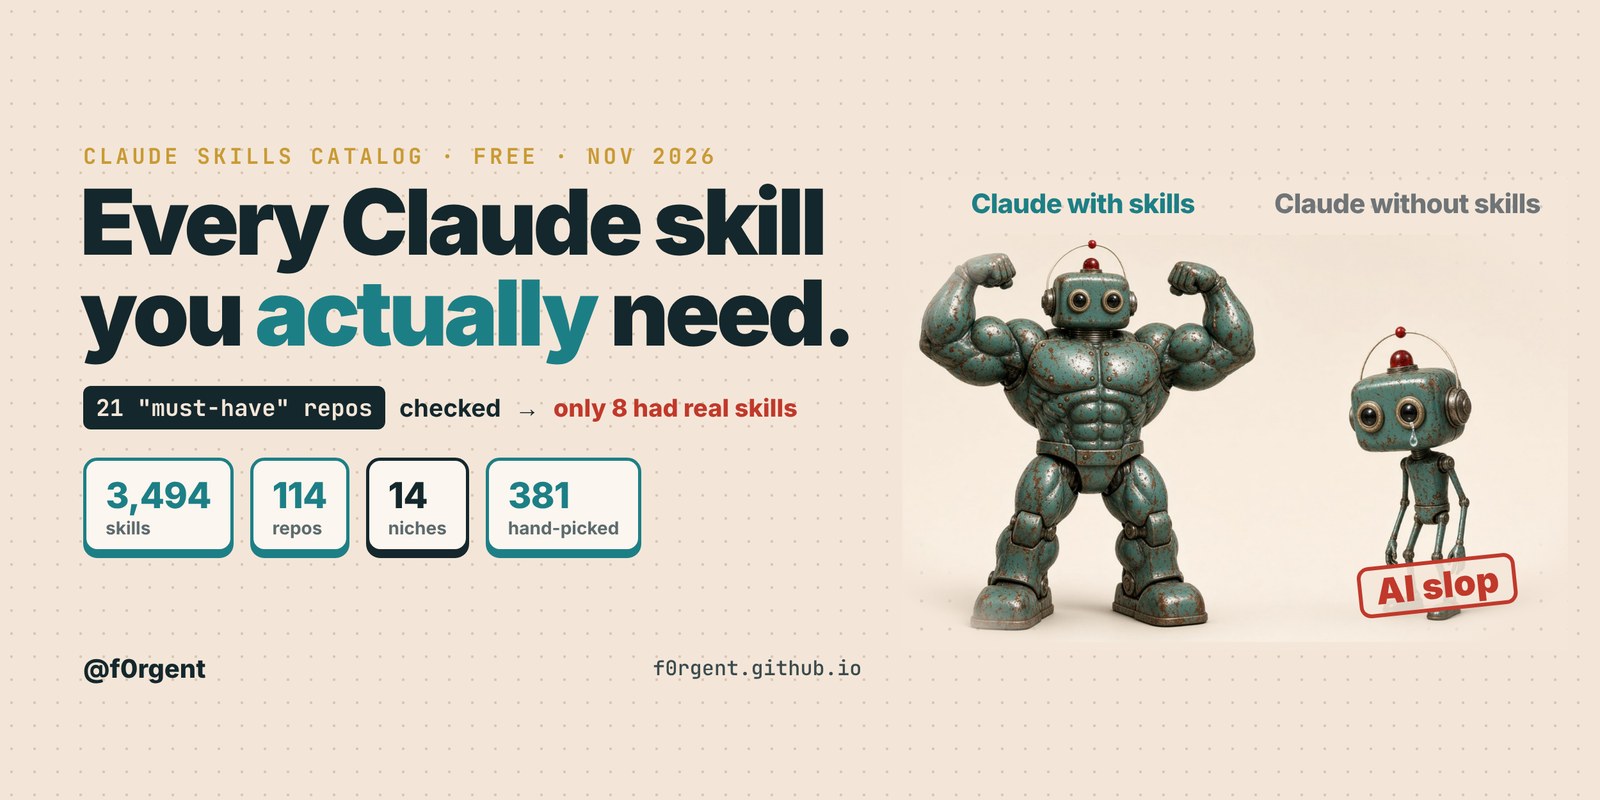 CLAUDE SKILLS CATALOG · FREE · NOV 2026
Every Claude skill
you actually need.
21 "must-have" repos checked → only 8 had real skills
3,494
skills
114
repos
14
niches
381
hand-picked
@f0rgent
f0rgent.github.io
Claude with skills
Claude without skills
AI slop